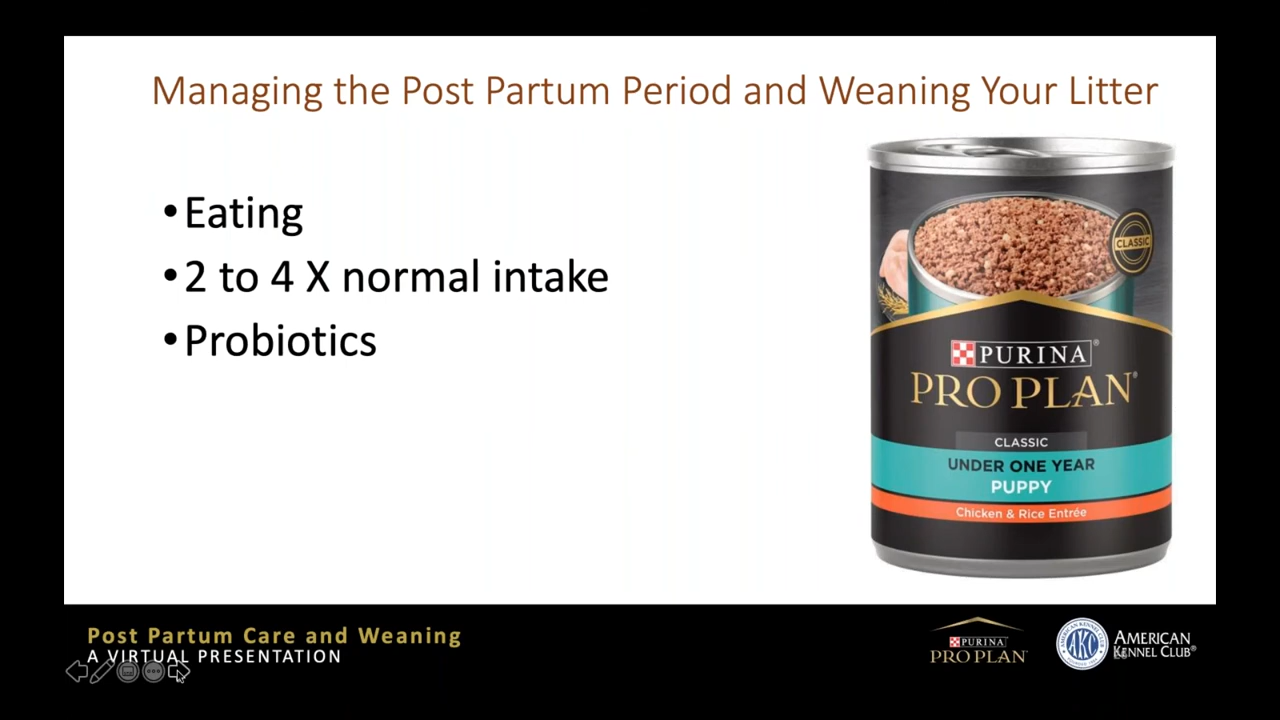 Managing the Post Partum Period and Weaning Your Litter
•Eating
•2 to 4 X normal intake
•Probiotics
CLASSIC
PURINA®
PRO PLAN®
CLASSIC
UNDER ONE YEAR
PUPPY
Chicken & Rice Entrée
Post Partum Care and Weaning
A VIRTUAL PRESENTATION
PURINA
PRO PLAN
AKC
AMERICAN
KENNEL CLUB®